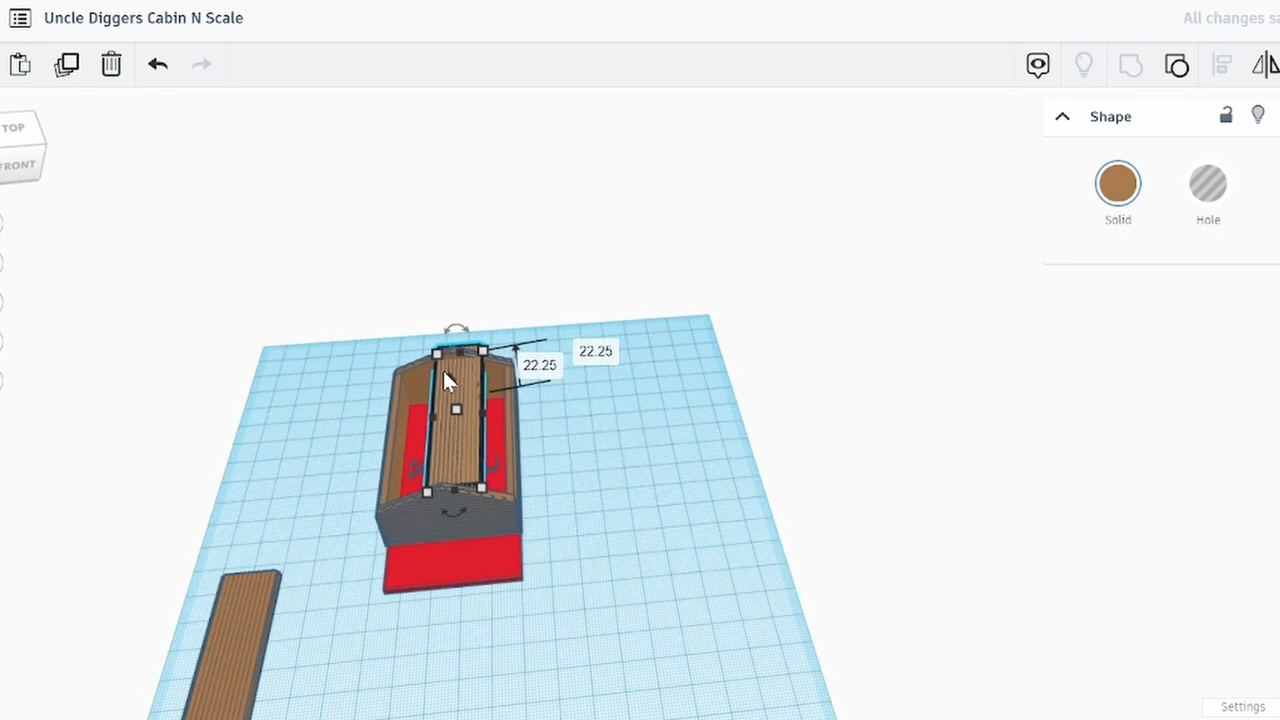 Uncle Diggers Cabin N Scale
All changes sa
TOP
FRONT
Shape
Solid
Hole
22.25
22.25
Settings